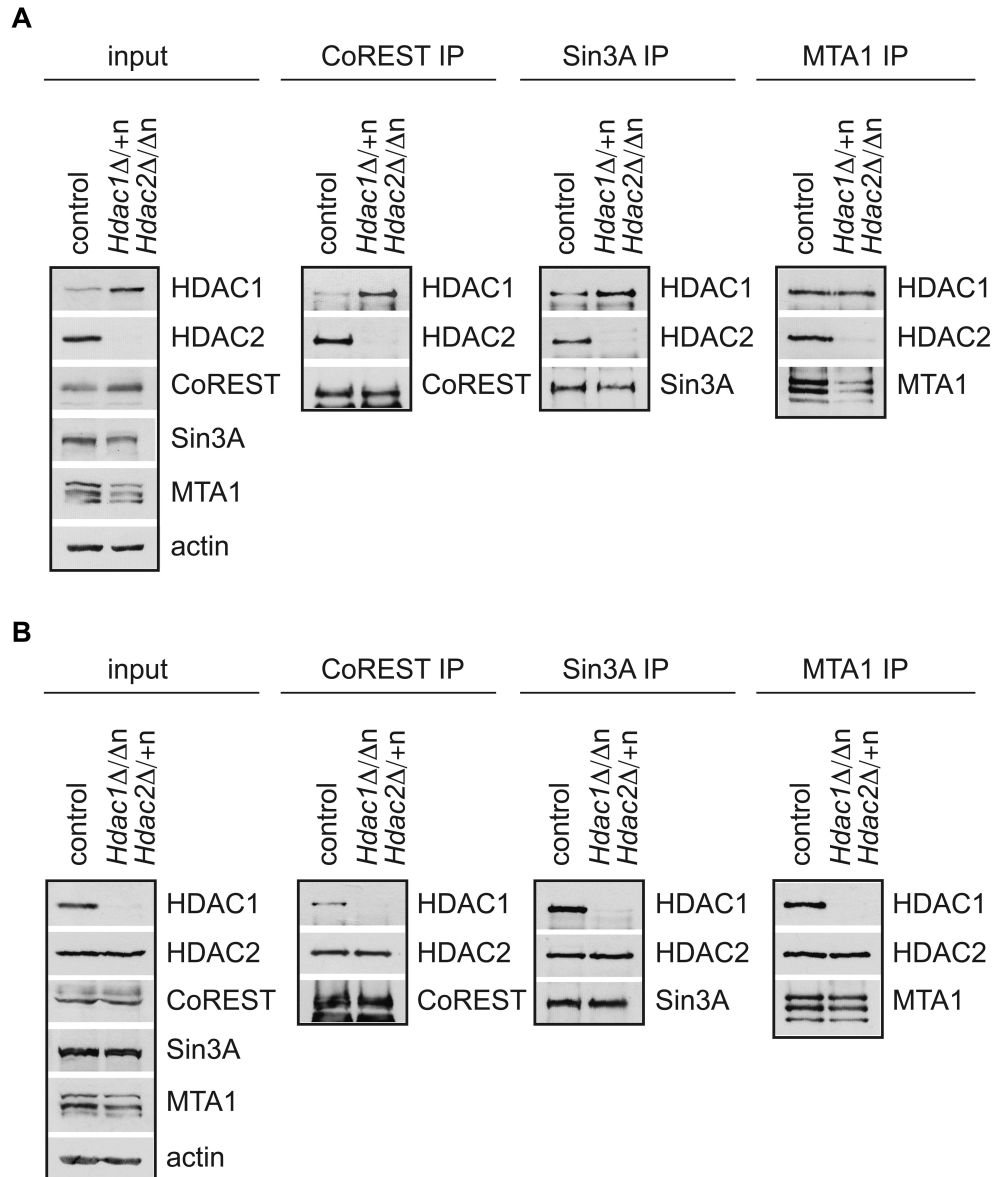 A
input
CoREST IP
Sin3A IP
MTA1 IP
control
Hdac1Δ/+n
Hdac2Δ/Δn
control
Hdac1Δ/+n
Hdac2Δ/Δn
control
Hdac1Δ/+n
Hdac2Δ/Δn
control
Hdac1Δ/+n
Hdac2Δ/Δn
HDAC1
HDAC2
CoREST
Sin3A
MTA1
actin
HDAC1
HDAC2
CoREST
HDAC1
HDAC2
Sin3A
HDAC1
HDAC2
MTA1
B
input
CoREST IP
Sin3A IP
MTA1 IP
control
Hdac1Δ/Δn
Hdac2Δ/+n
control
Hdac1Δ/Δn
Hdac2Δ/+n
control
Hdac1Δ/Δn
Hdac2Δ/+n
control
Hdac1Δ/Δn
Hdac2Δ/+n
HDAC1
HDAC2
CoREST
Sin3A
MTA1
actin
HDAC1
HDAC2
CoREST
HDAC1
HDAC2
Sin3A
HDAC1
HDAC2
MTA1